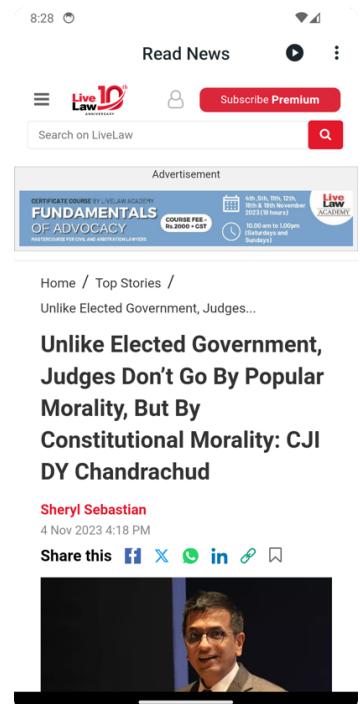 8:28
Read News
Live Law 10th
ANNIVERSARY
Subscribe Premium
Search on LiveLaw
Advertisement
CERTIFICATE COURSE BY LIVELAW ACADEMY
FUNDAMENTALS
OF ADVOCACY
MASTERCOURSE FOR CIVIL AND ARBITRATION LAWYERS
COURSE FEE -
Rs.2000 + GST
4th, 5th, 11th, 12th,
18th & 19th November
2023 (18 hours)
10.00 am to 1.00pm
(Saturdays and
Sundays)
Live
Law
ACADEMY
Home / Top Stories /
Unlike Elected Government, Judges...
Unlike Elected Government,
Judges Don’t Go By Popular
Morality, But By
Constitutional Morality: CJI
DY Chandrachud
Sheryl Sebastian
4 Nov 2023 4:18 PM
Share this